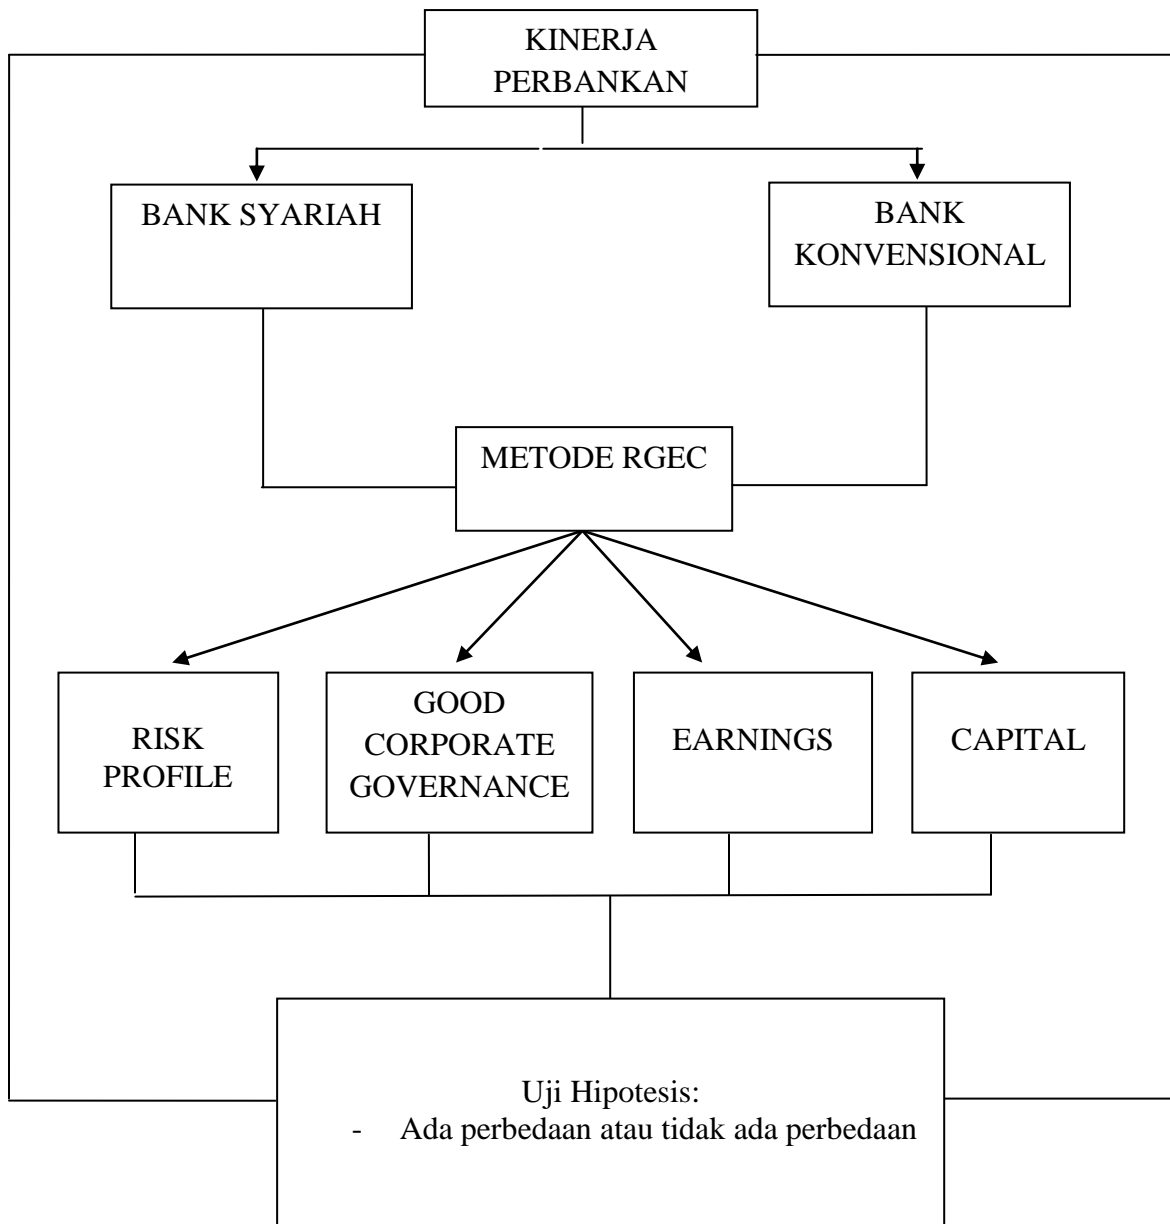 KINERJA
PERBANKAN
BANK SYARIAH
BANK
KONVENSIONAL
METODE RGEC
RISK
PROFILE
GOOD
CORPORATE
GOVERNANCE
EARNINGS
CAPITAL
Uji Hipotesis:
- Ada perbedaan atau tidak ada perbedaan